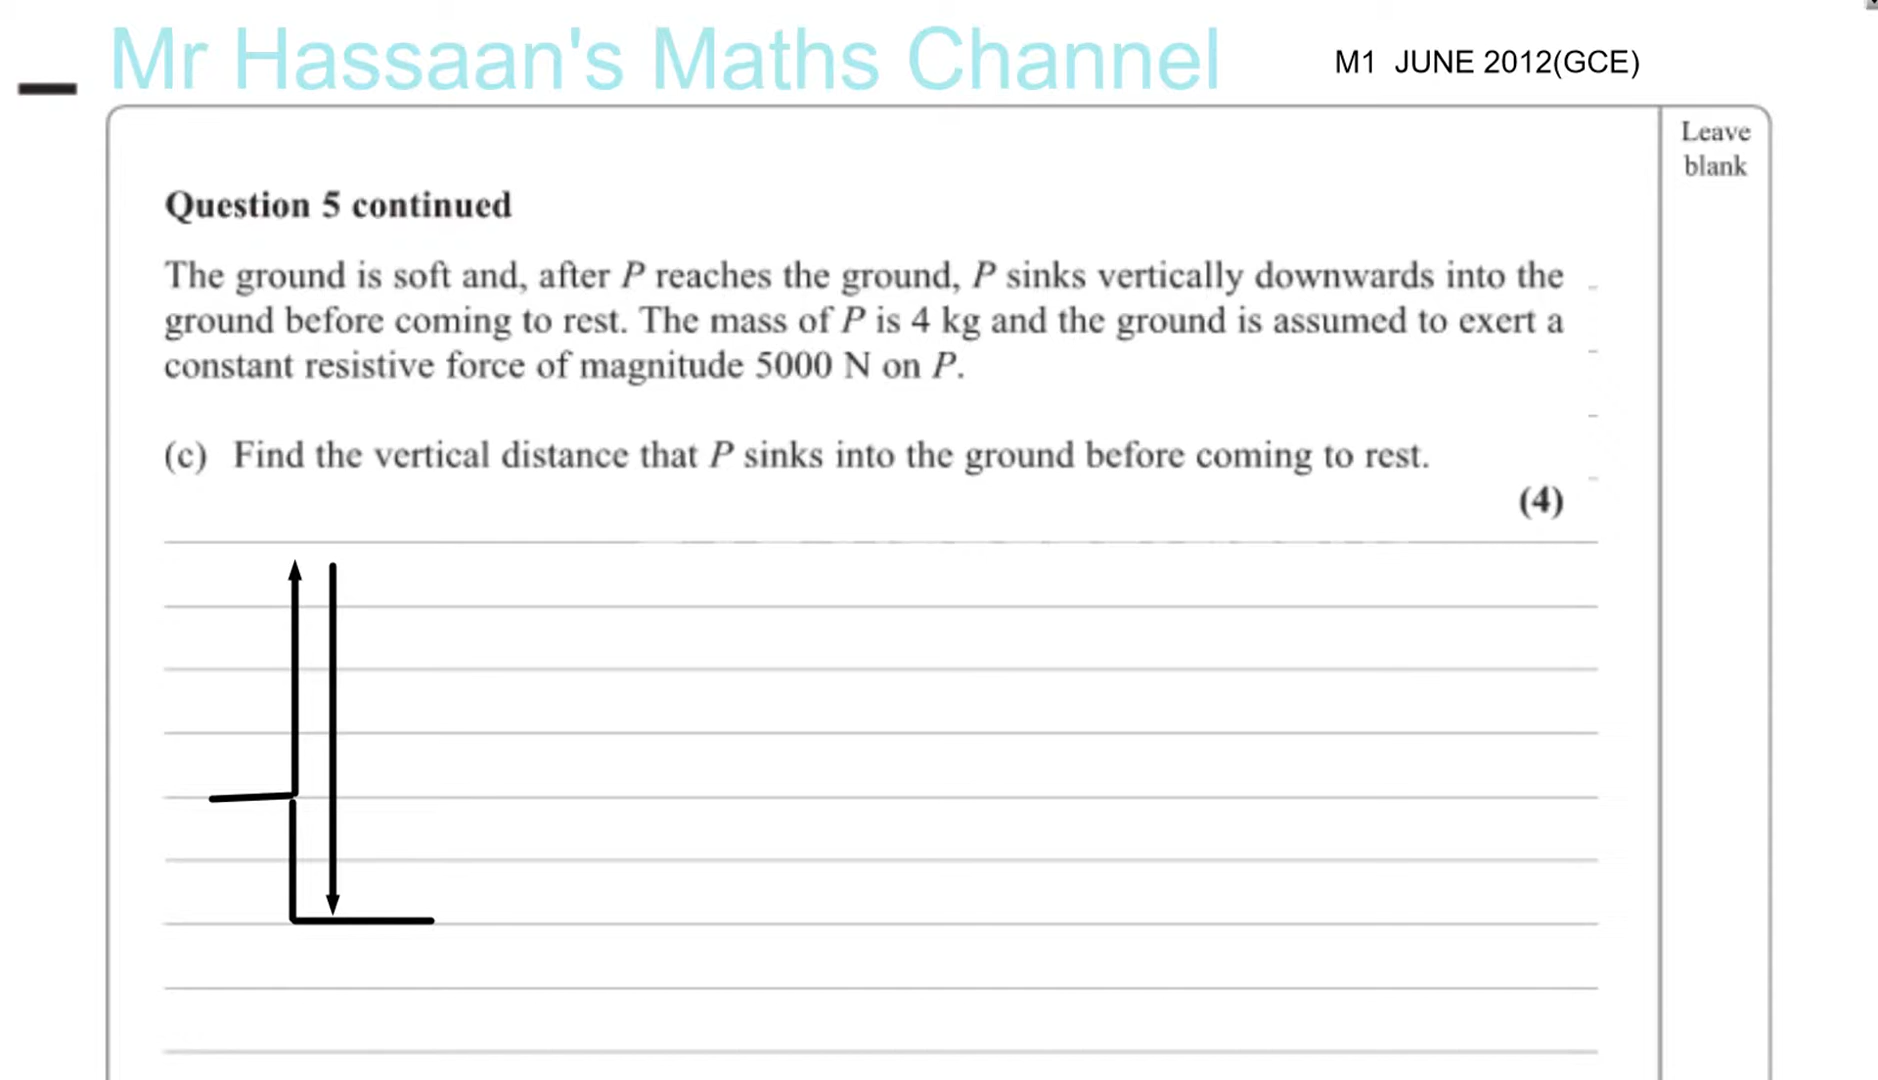 Mr Hassaan's Maths Channel
M1 JUNE 2012(GCE)
Leave
blank
Question 5 continued
The ground is soft and, after P reaches the ground, P sinks vertically downwards into the
ground before coming to rest. The mass of P is 4 kg and the ground is assumed to exert a
constant resistive force of magnitude 5000 N on P.
(c) Find the vertical distance that P sinks into the ground before coming to rest.
(4)